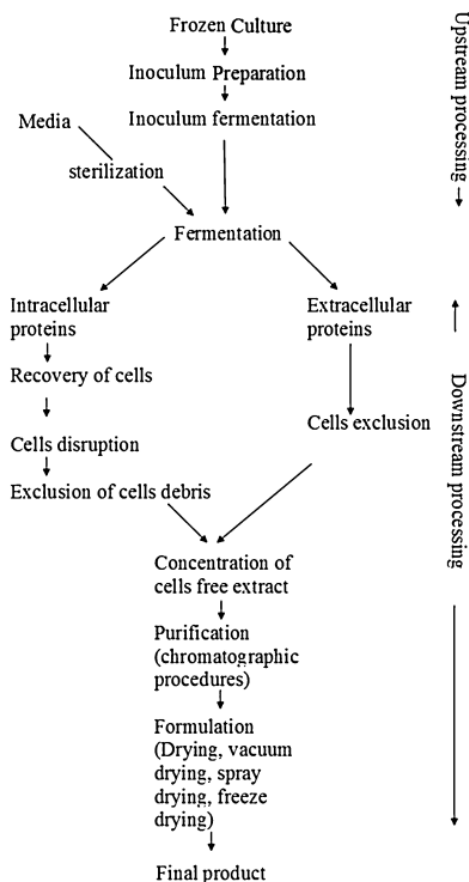 Frozen Culture
Inoculum Preparation
Inoculum fermentation
Media
sterilization
Fermentation
Upstream processing
Intracellular
proteins
Recovery of cells
Cells disruption
Exclusion of cells debris
Extracellular
proteins
Cells exclusion
Concentration of
cells free extract
Purification
(chromatographic
procedures)
Formulation
(Drying, vacuum
drying, spray
drying, freeze
drying)
Final product
Downstream processing